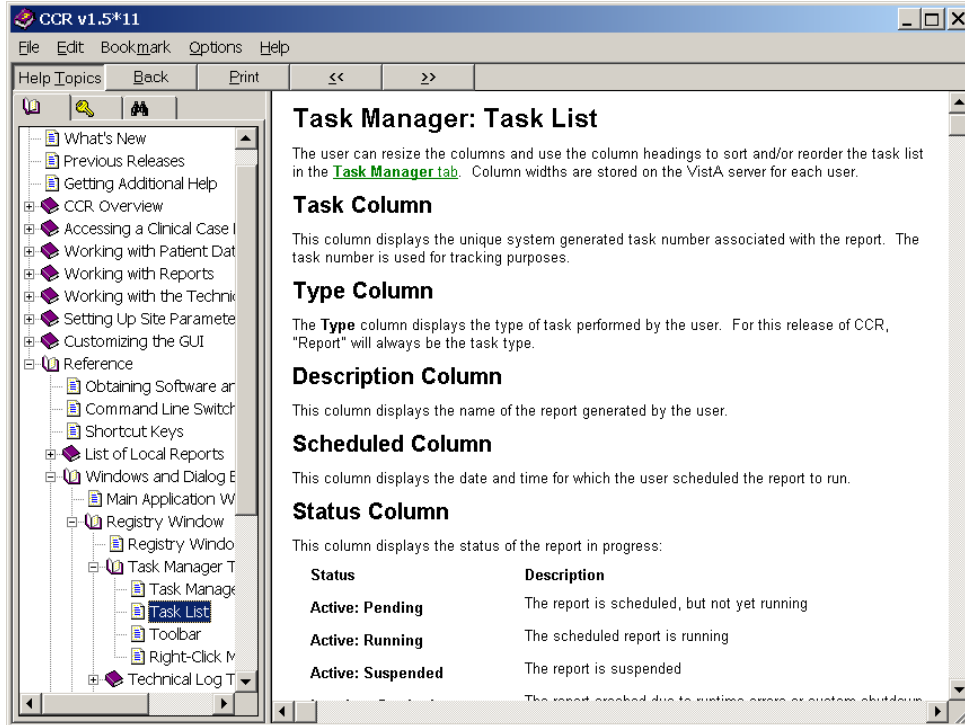 CCR v1.5*11
File Edit Bookmark Options Help
Help Topics Back Print << >>
What's New
Previous Releases
Getting Additional Help
CCR Overview
Accessing a Clinical Case
Working with Patient Dat
Working with Reports
Working with the Techni
Setting Up Site Paramete
Customizing the GUI
Reference
Obtaining Software an
Command Line Switch
Shortcut Keys
List of Local Reports
Windows and Dialog
Main Application W
Registry Window
Registry Windo
Task Manager T
Task Manage
Task List
Toolbar
Right-Click M
Technical Log T
Task Manager: Task List
The user can resize the columns and use the column headings to sort and/or reorder the task list
in the Task Manager tab. Column widths are stored on the VistA server for each user.
Task Column
This column displays the unique system generated task number associated with the report. The
task number is used for tracking purposes.
Type Column
The Type column displays the type of task performed by the user. For this release of CCR,
"Report" will always be the task type.
Description Column
This column displays the name of the report generated by the user.
Scheduled Column
This column displays the date and time for which the user scheduled the report to run.
Status Column
This column displays the status of the report in progress:
Status Description
Active: Pending The report is scheduled, but not yet running
Active: Running The scheduled report is running
Active: Suspended The report is suspended
The report crashed due to runtime errors or system shutdown